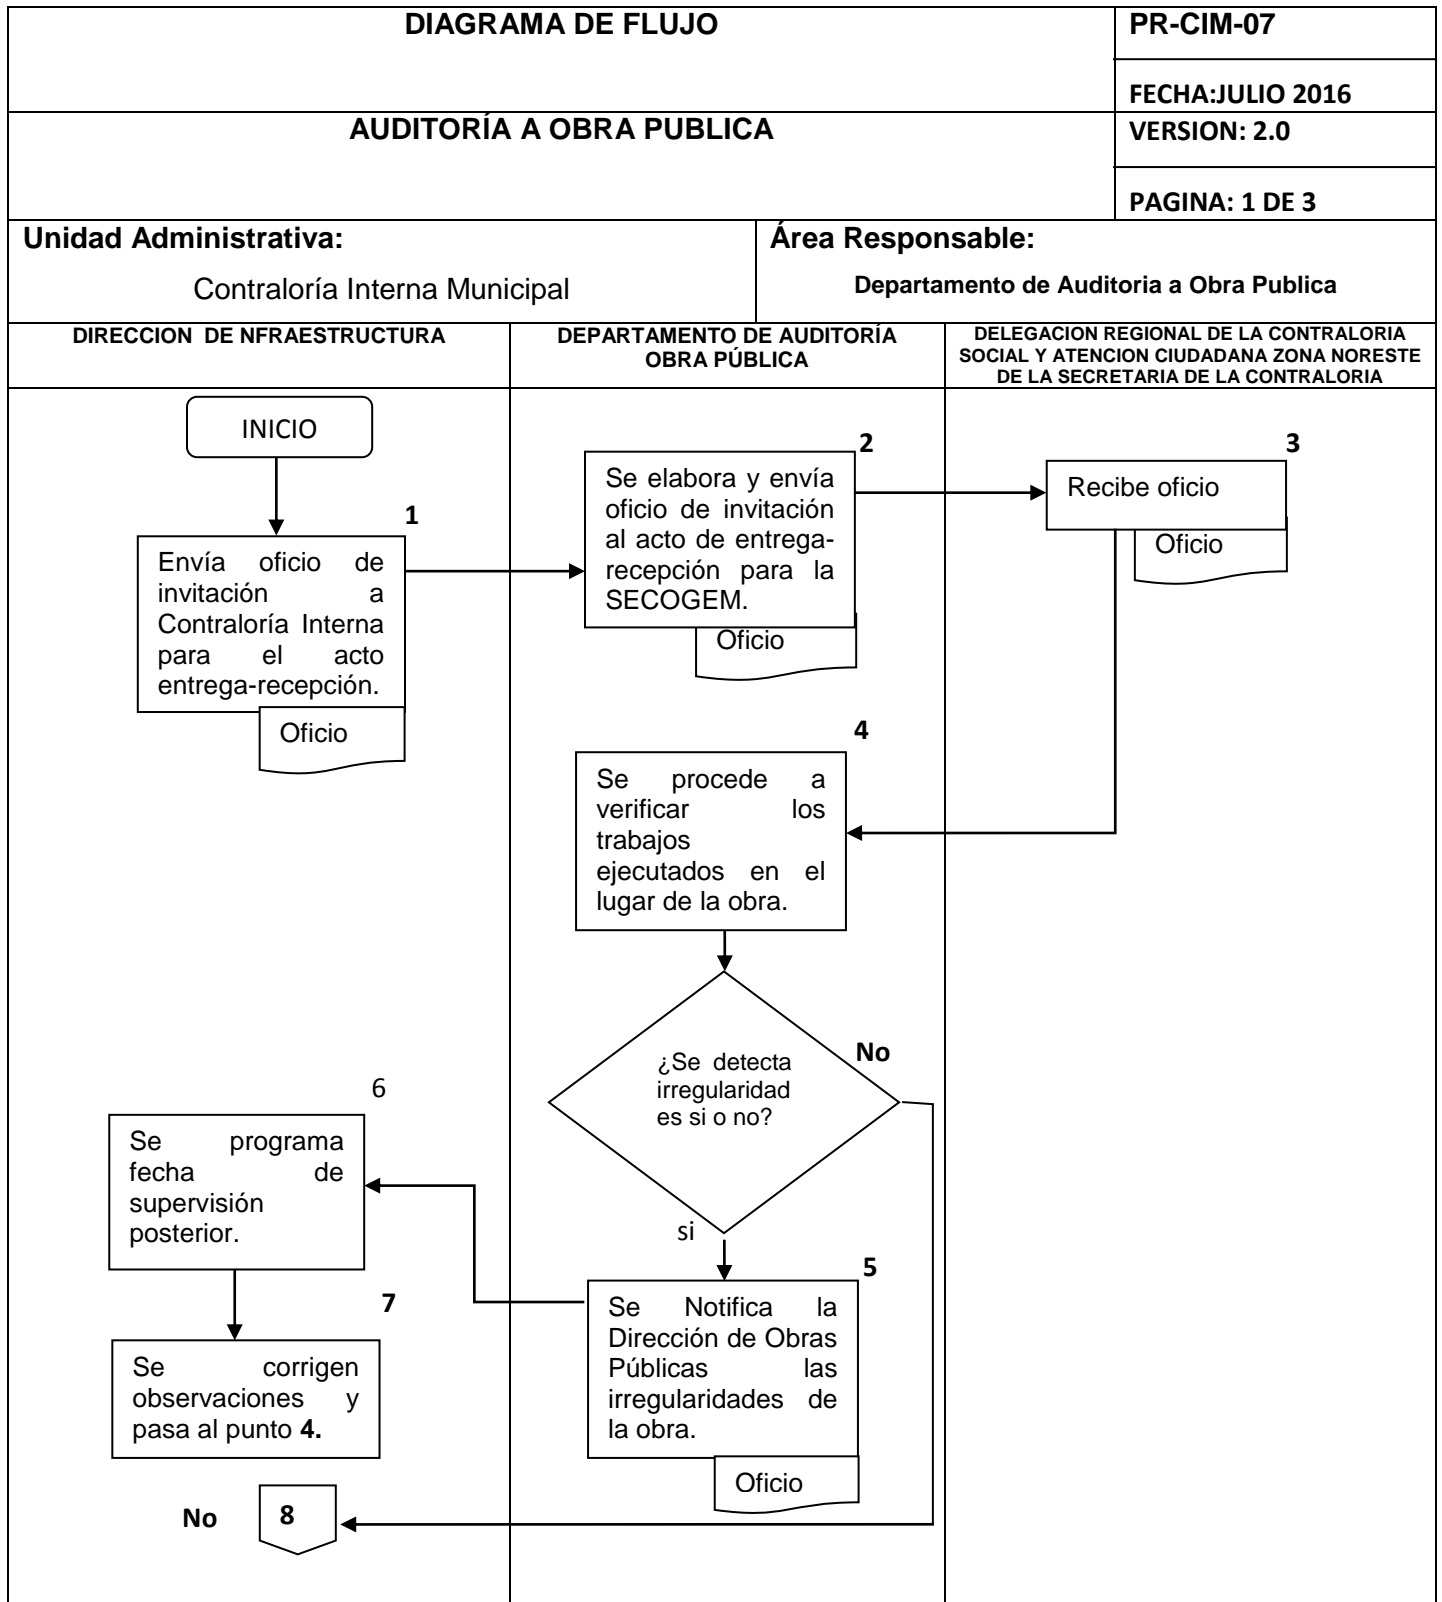 DIAGRAMA DE FLUJO
PR-CIM-07
FECHA:JULIO 2016
AUDITORÍA A OBRA PUBLICA
VERSION: 2.0
PAGINA: 1 DE 3
Unidad Administrativa:
Contraloría Interna Municipal
Área Responsable:
Departamento de Auditoria a Obra Publica
DIRECCION DE NFRAESTRUCTURA
DEPARTAMENTO DE AUDITORÍA
OBRA PÚBLICA
DELEGACION REGIONAL DE LA CONTRALORIA
SOCIAL Y ATENCION CIUDADANA ZONA NORESTE
DE LA SECRETARIA DE LA CONTRALORIA
INICIO
1
Envía oficio de
invitación a
Contraloría Interna
para el acto
entrega-recepción.
Oficio
2
Se elabora y envía
oficio de invitación
al acto de entrega-
recepción para la
SECOGEM.
Oficio
3
Recibe oficio
Oficio
4
Se procede a
verificar los
trabajos
ejecutados en el
lugar de la obra.
¿Se detecta
irregularidad
es si o no?
No
si
5
Se Notifica la
Dirección de Obras
Públicas las
irregularidades de
la obra.
Oficio
6
Se programa
fecha de
supervisión
posterior.
7
Se corrigen
observaciones y
pasa al punto 4.
No
8